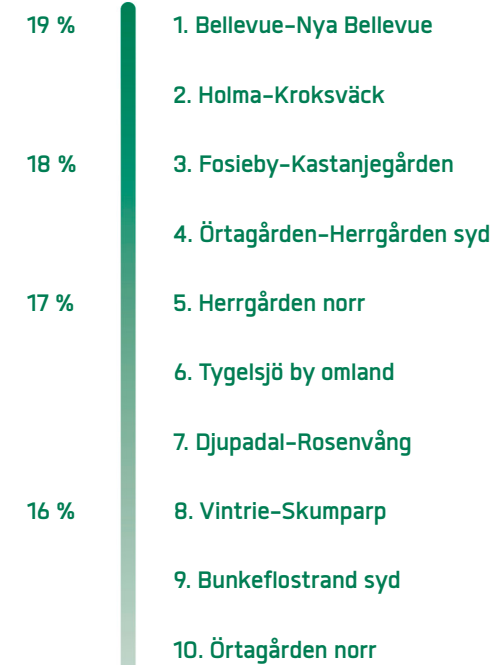 19 % 1. Bellevue-Nya Bellevue
2. Holma-Kroksväck
18 % 3. Fosieby-Kastanjegården
4. Örtagården-Herrgården syd
17 % 5. Herrgården norr
6. Tygelsjö by omland
7. Djupadal-Rosenvång
16 % 8. Vintrie-Skumparp
9. Bunkeflostrand syd
10. Örtagården norr